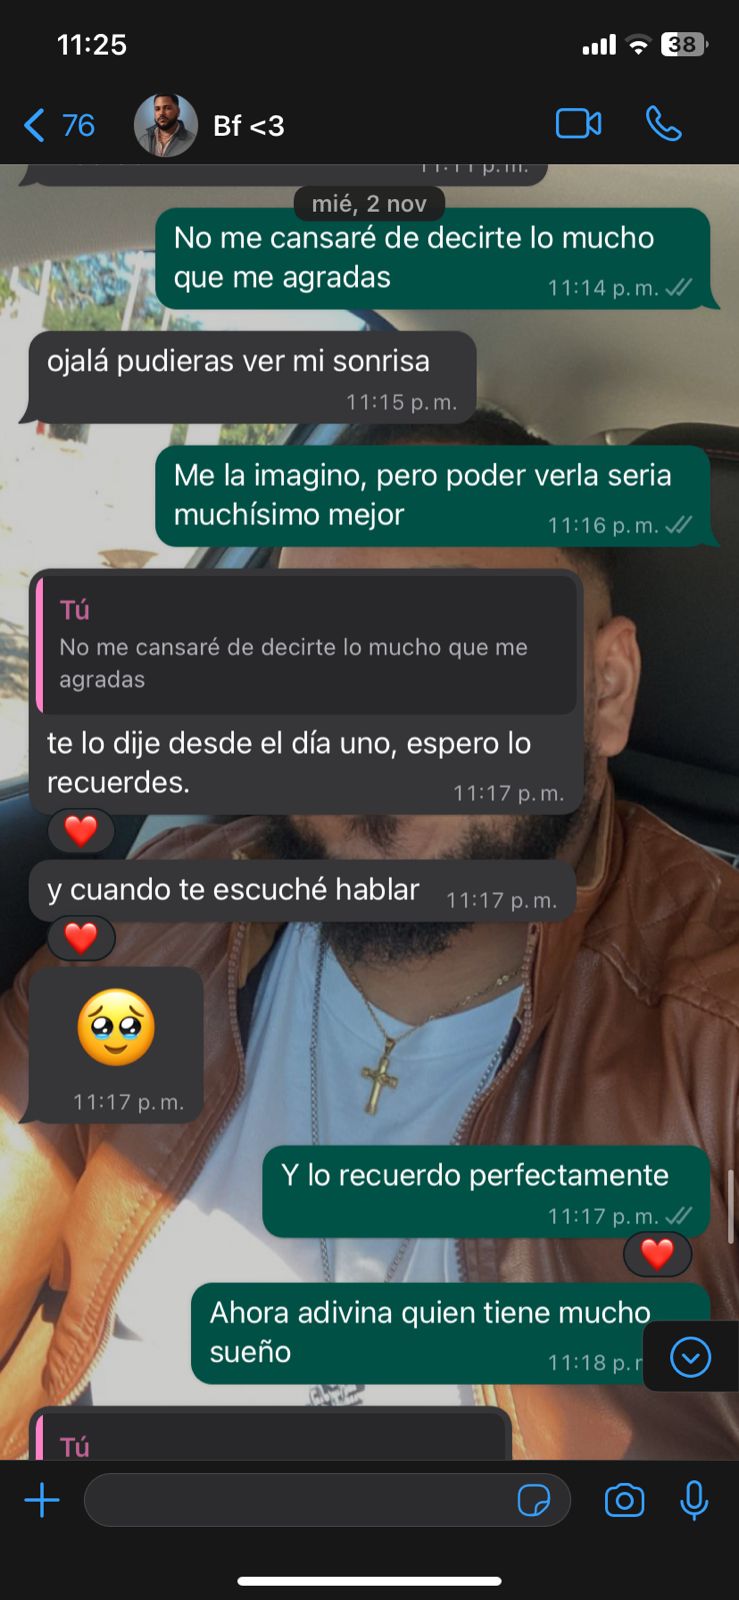 11:25
38
76
Bf <3
11:11 p.m.
mié, 2 nov
No me cansaré de decirte lo mucho
que me agradas
11:14 p.m.
ojalá pudieras ver mi sonrisa
11:15 p.m.
Me la imagino, pero poder verla seria
muchísimo mejor
11:16 p.m.
Tú
No me cansaré de decirte lo mucho que me
agradas
te lo dije desde el día uno, espero lo
recuerdes.
11:17 p.m.
y cuando te escuché hablar
11:17 p.m.
11:17 p.m.
Y lo recuerdo perfectamente
11:17 p.m.
Ahora adivina quien tiene mucho
sueño
11:18 p.
Tú